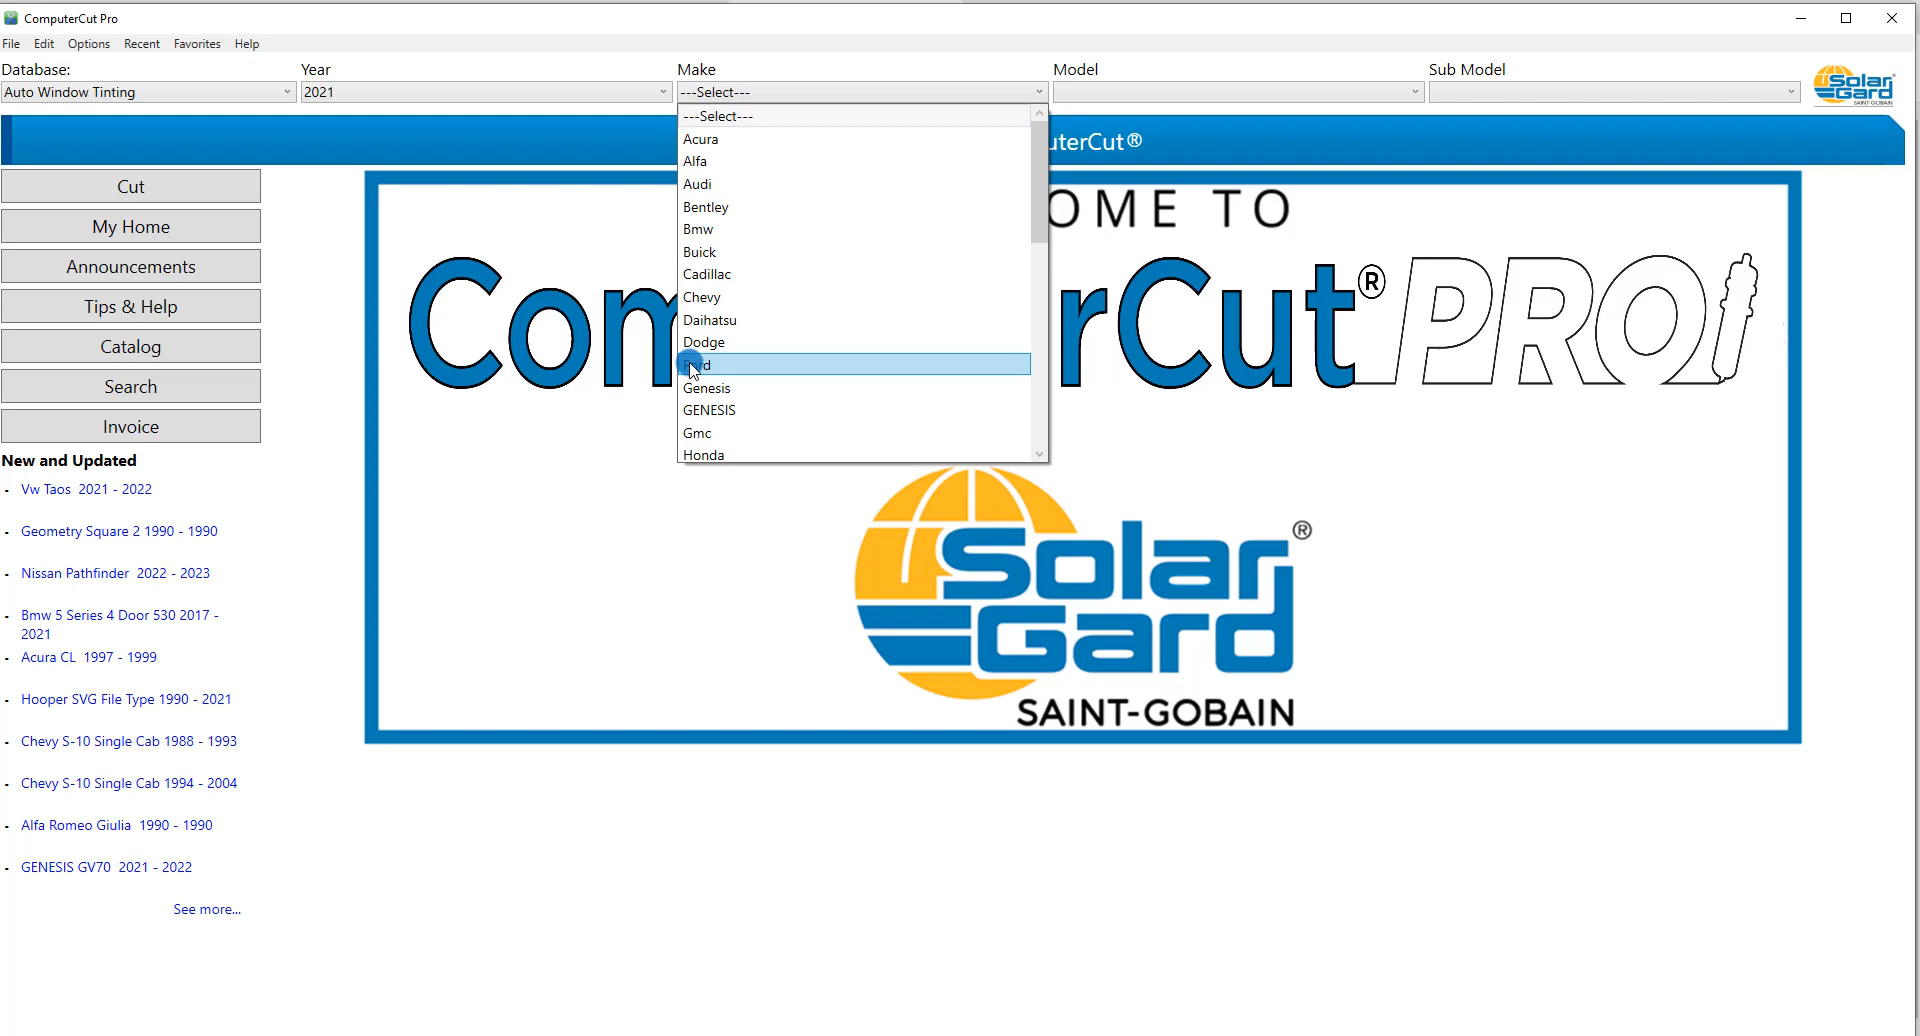 ComputerCut Pro
File Edit Options Recent Favorites Help
Database: Year Make Model Sub Model
Auto Window Tinting 2021 ---Select---
Solar Gard
SAINT-GOBAIN
---Select---
Acura
Alfa
Audi
Bentley
Bmw
Buick
Cadillac
Chevy
Daihatsu
Dodge
Genesis
GENESIS
Gmc
Honda
uterCut®
Cut
My Home
Announcements
Tips & Help
Catalog
Search
Invoice
New and Updated
- Vw Taos 2021 - 2022
- Geometry Square 2 1990 - 1990
- Nissan Pathfinder 2022 - 2023
- Bmw 5 Series 4 Door 530 2017 -
2021
- Acura CL 1997 - 1999
- Hooper SVG File Type 1990 - 2021
- Chevy S-10 Single Cab 1988 - 1993
- Chevy S-10 Single Cab 1994 - 2004
- Alfa Romeo Giulia 1990 - 1990
- GENESIS GV70 2021 - 2022
See more...
OME TO
Com rCut® PRO
Solar®
Gard
SAINT-GOBAIN